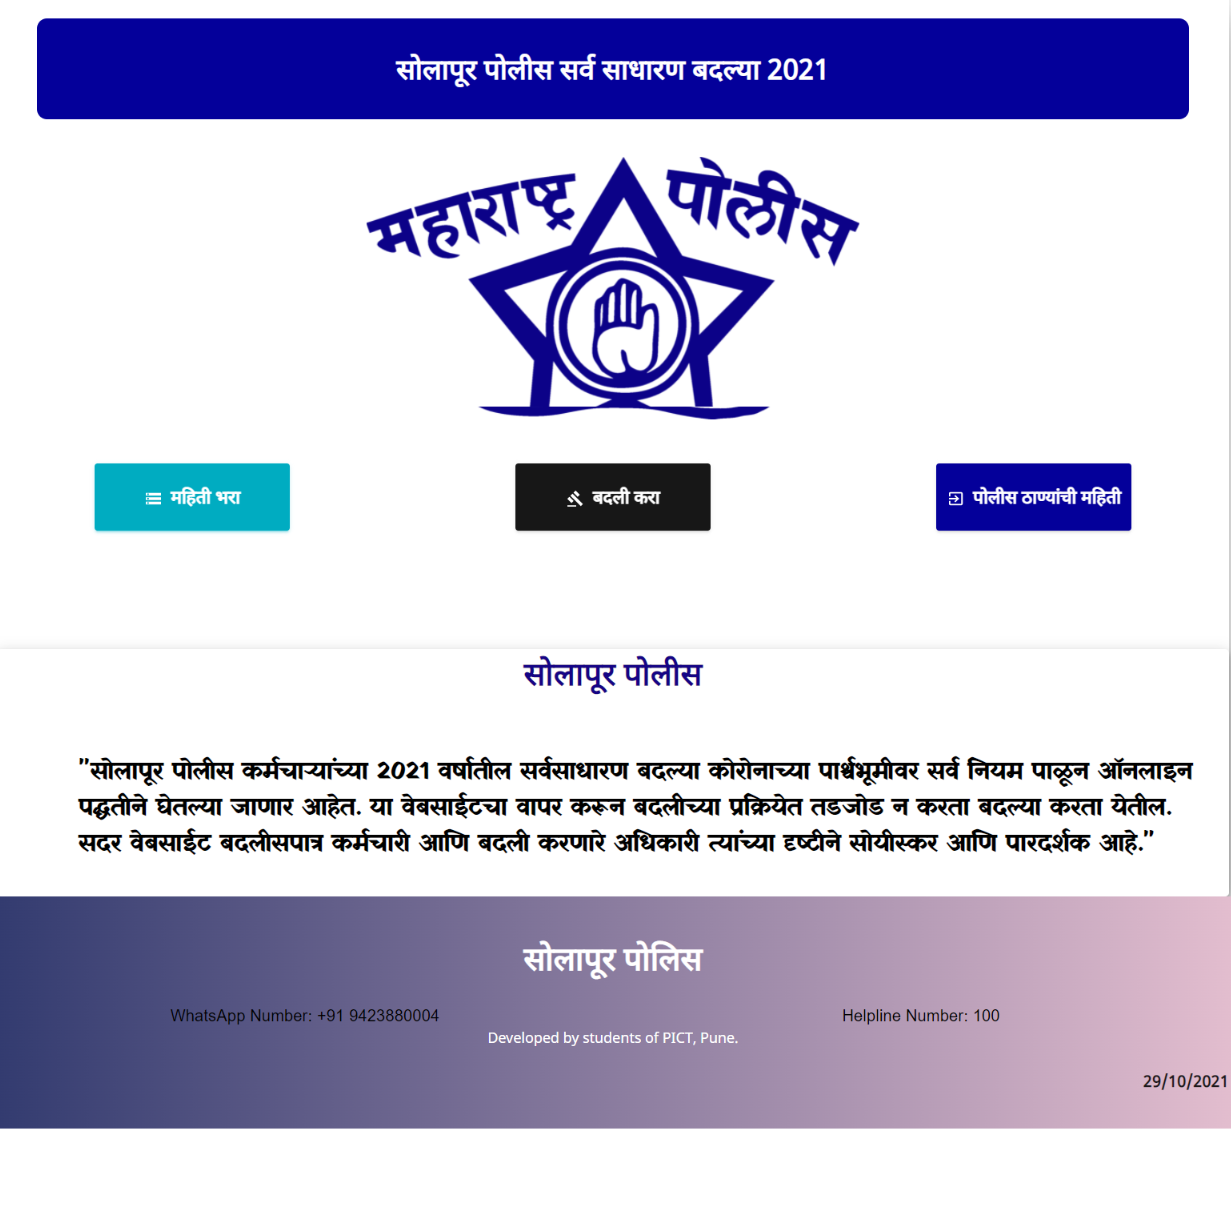 सोलापूर पोलीस सर्व साधारण बदल्या 2021
महाराष्ट्र पोलीस
महिती भरा
बदली करा
पोलीस ठाण्यांची महिती
सोलापूर पोलीस
"सोलापूर पोलीस कर्मचाऱ्यांच्या 2021 वर्षातील सर्वसाधारण बदल्या कोरोनाच्या पार्श्वभूमीवर सर्व नियम पाळून ऑनलाइन
पद्धतीने घेतल्या जाणार आहेत. या वेबसाईटचा वापर करून बदलीच्या प्रक्रियेत तडजोड न करता बदल्या करता येतील.
सदर वेबसाईट बदलीसपात्र कर्मचारी आणि बदली करणारे अधिकारी त्यांच्या दृष्टीने सोयीस्कर आणि पारदर्शक आहे."
सोलापूर पोलिस
WhatsApp Number: +91 9423880004
Helpline Number: 100
Developed by students of PICT, Pune.
29/10/2021